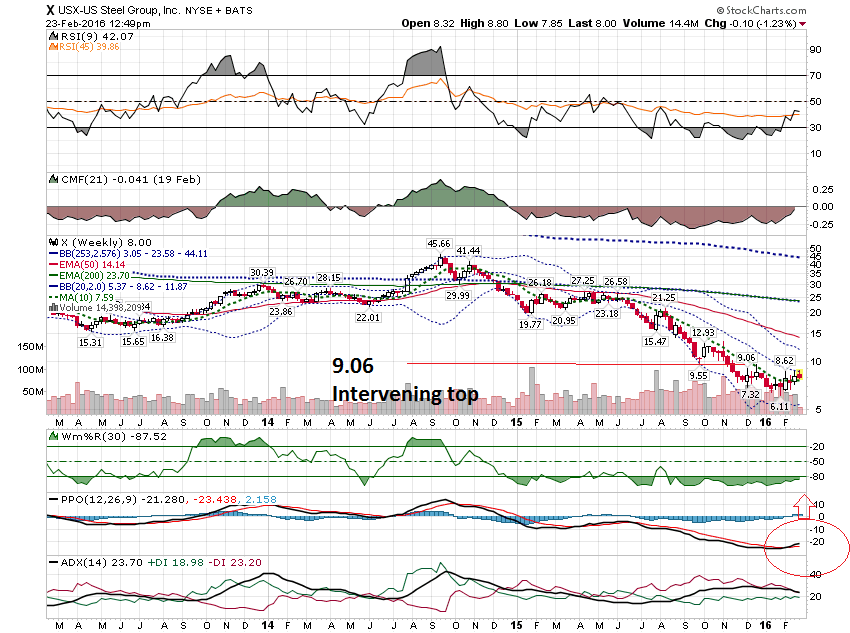 X USX-US Steel Group, Inc. NYSE + BATS © StockCharts.com
23-Feb-2016 12:49pm Open 8.32 High 8.80 Low 7.85 Last 8.00 Volume 14.4M Chg -0.10 (-1.23%)
RSI(9) 42.07
RSI(45) 39.86
90
70
50
30
10
CMF(21) -0.041 (19 Feb)
0.25
0.00
-0.25
X (Weekly) 8.00
BB(253,2.576) 3.05 - 23.58 - 44.11
EMA(50) 14.14
EMA(200) 23.70
BB(20,2.0) 5.37 - 8.62 - 11.87
MA(10) 7.59
Volume 14,398,209
45.66
41.44
30.39
26.70
28.15
26.18
27.25
26.58
29.99
23.86
22.01
21.25
23.18
19.77
20.95
15.31
15.65
16.38
15.47
12.93
9.06
8.62
9.55
7.32
6.11
50
45
40
35
30
25
20
15
10
5
150M
100M
50M
9.06
Intervening top
M A M J J A S O N D 14 F M A M J J A S O N D 15 F M A M J J A S O N D 16 F
Wm%R(30) -87.52
-20
-50
-80
PPO(12,26,9) -21.280, -23.438, 2.158
10
0
-10
-20
ADX(14) 23.70 +DI 18.98 -DI 23.20
40
20
M A M J J A S O N D 14 F M A M J J A S O N D 15 F M A M J J A S O N D 16 F